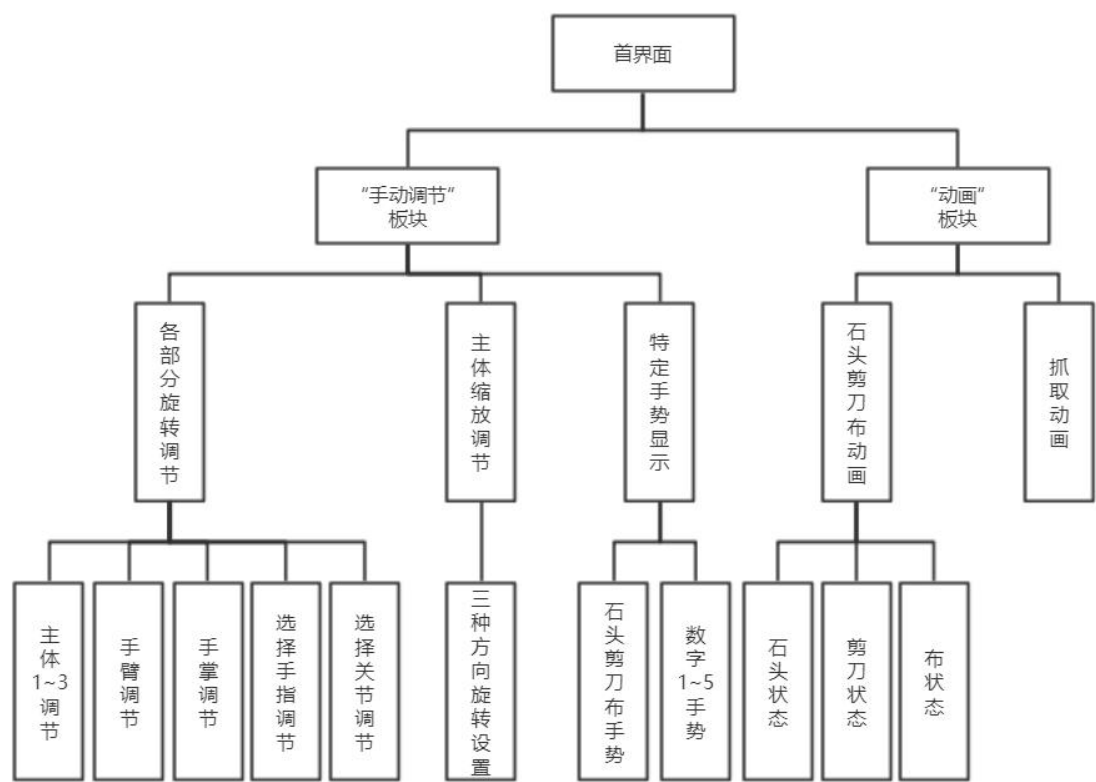 首界面
“手动调节“
板块
“动画“
板块
各部分旋转调节
主体缩放调节
特定手势显示
石头剪刀布动画
抓取动画
主体1~3调节
手臂调节
手掌调节
选择手指调节
选择关节调节
三种方向旋转设置
石头剪刀布手势
数字1~5手势
石头状态
剪刀状态
布状态